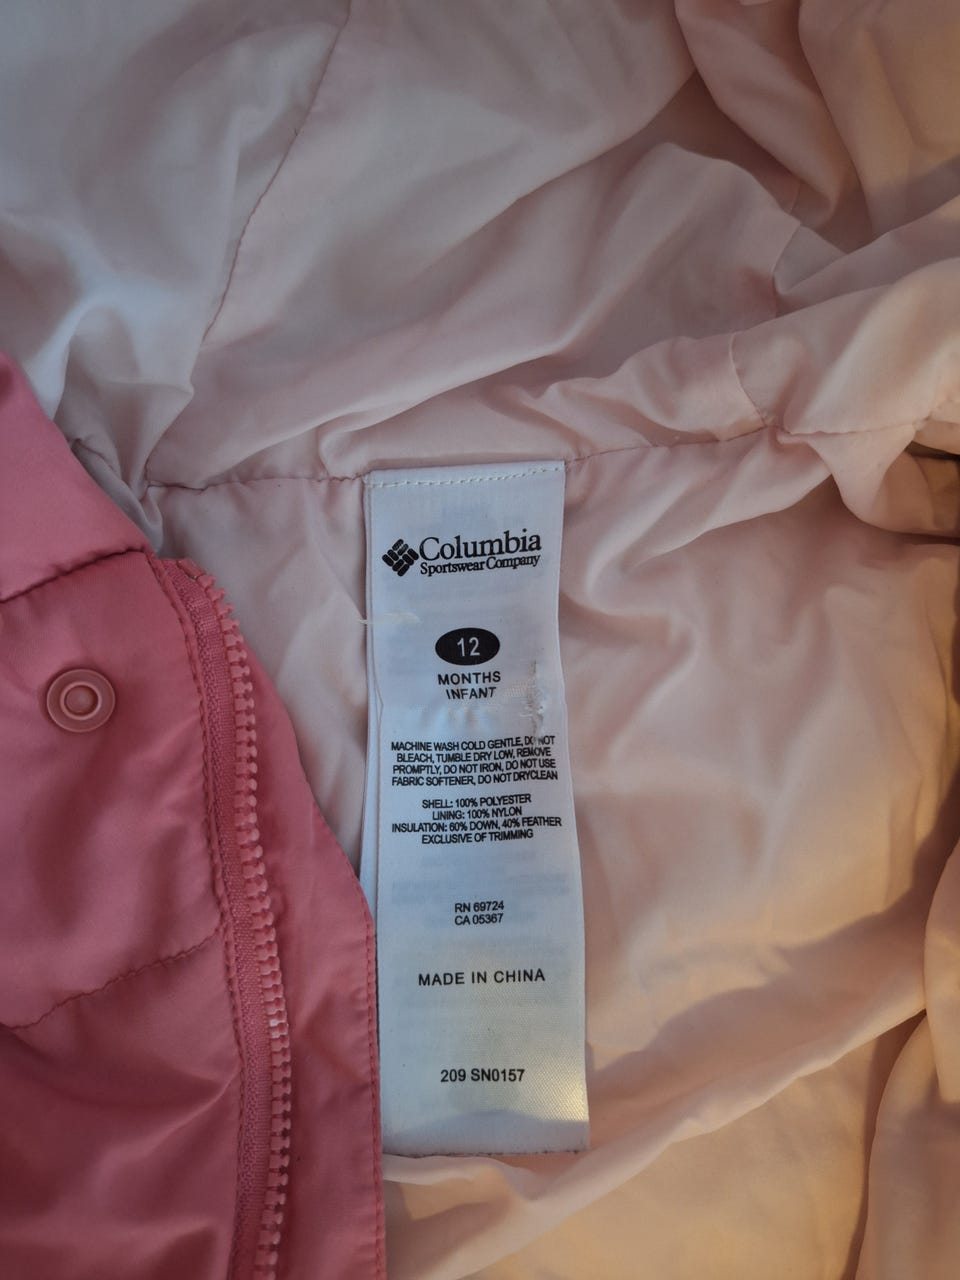 Columbia
Sportswear Company
12
MONTHS
INFANT
MACHINE WASH COLD GENTLE, DO NOT
BLEACH, TUMBLE DRY LOW, REMOVE
PROMPTLY, DO NOT IRON, DO NOT USE
FABRIC SOFTENER, DO NOT DRYCLEAN
SHELL: 100% POLYESTER
LINING: 100% NYLON
INSULATION: 60% DOWN, 40% FEATHER
EXCLUSIVE OF TRIMMING
RN 69724
CA 05367
MADE IN CHINA
209 SN0157